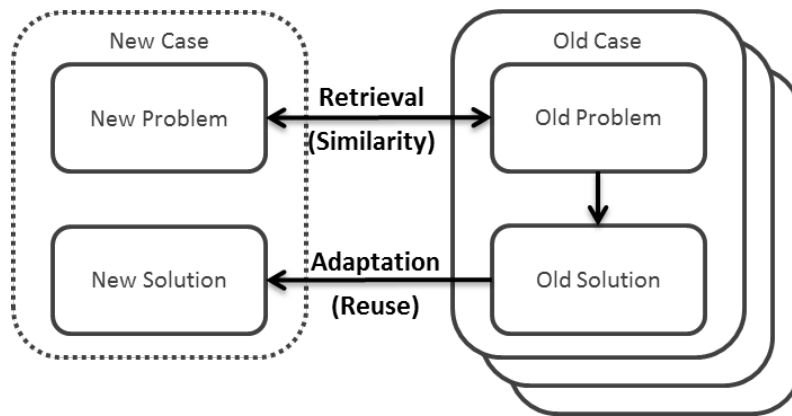 New Case
Old Case
New Problem
Retrieval
(Similarity)
Old Problem
New Solution
Adaptation
(Reuse)
Old Solution